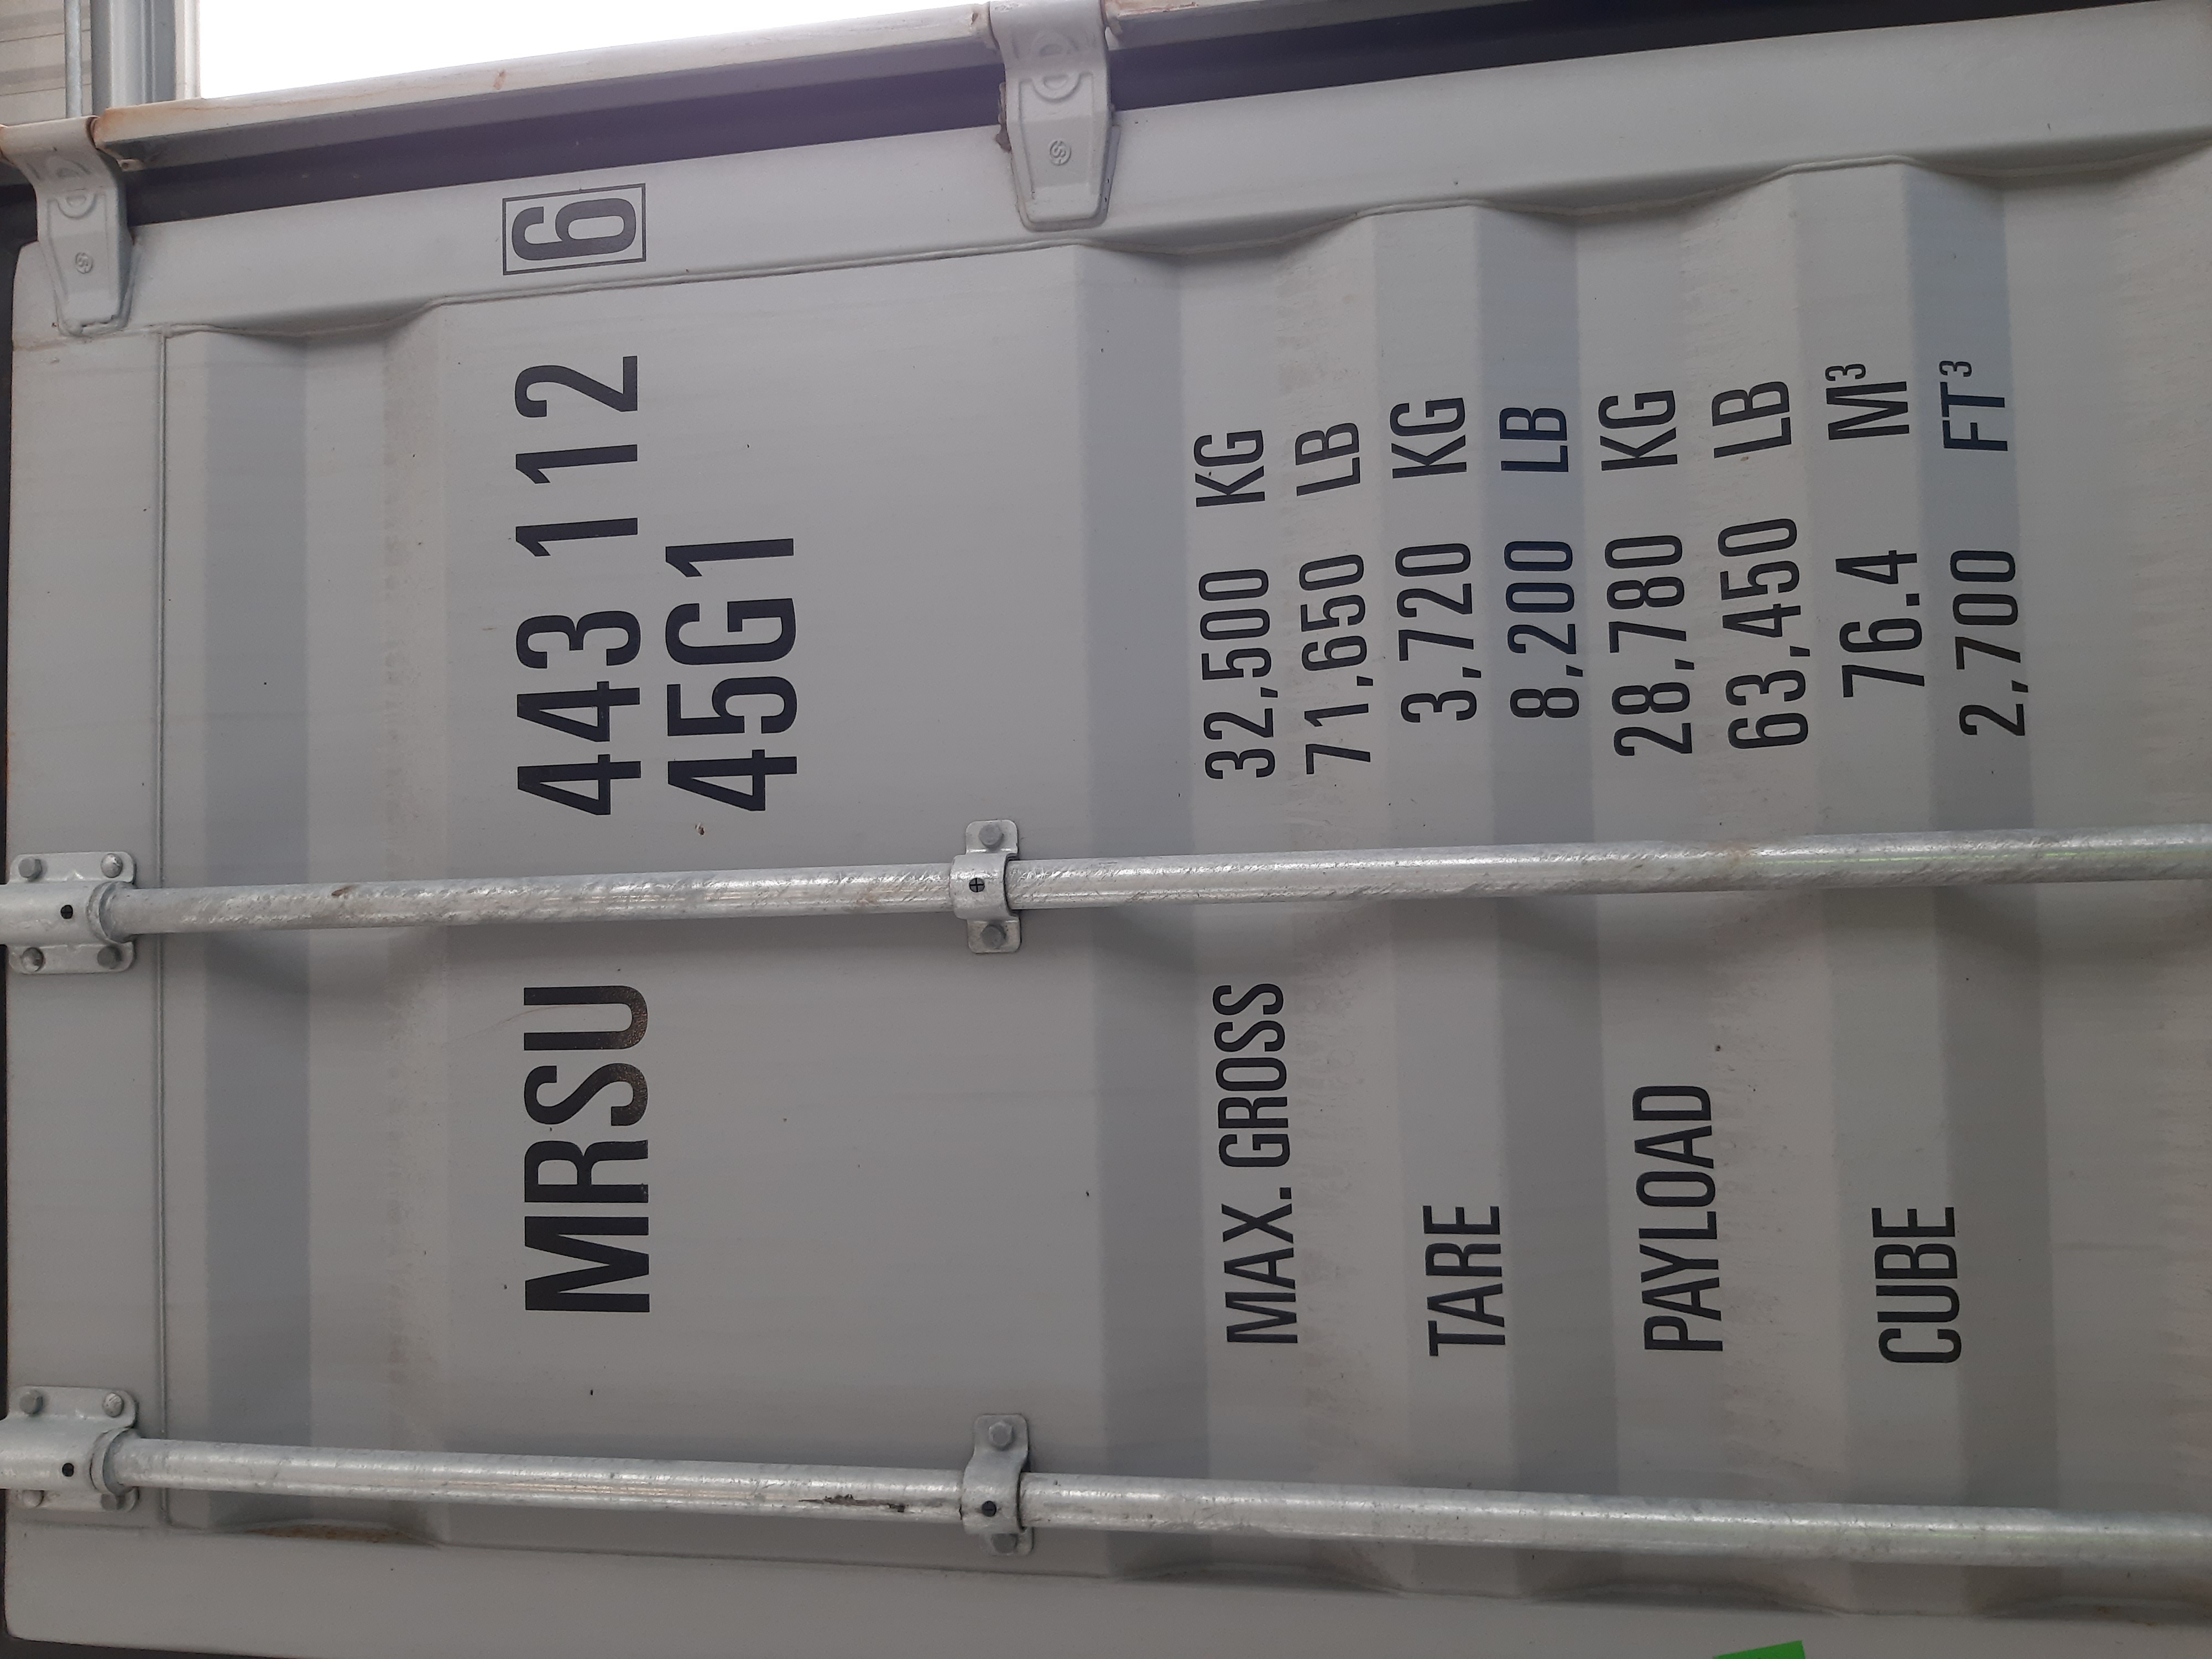 MRSU 443 112 6
45G1
MAX. GROSS 32,500 KG
71,650 LB
TARE 3,720 KG
8,200 LB
PAYLOAD 28,780 KG
63,450 LB
CUBE 76.4 M³
2,700 FT³